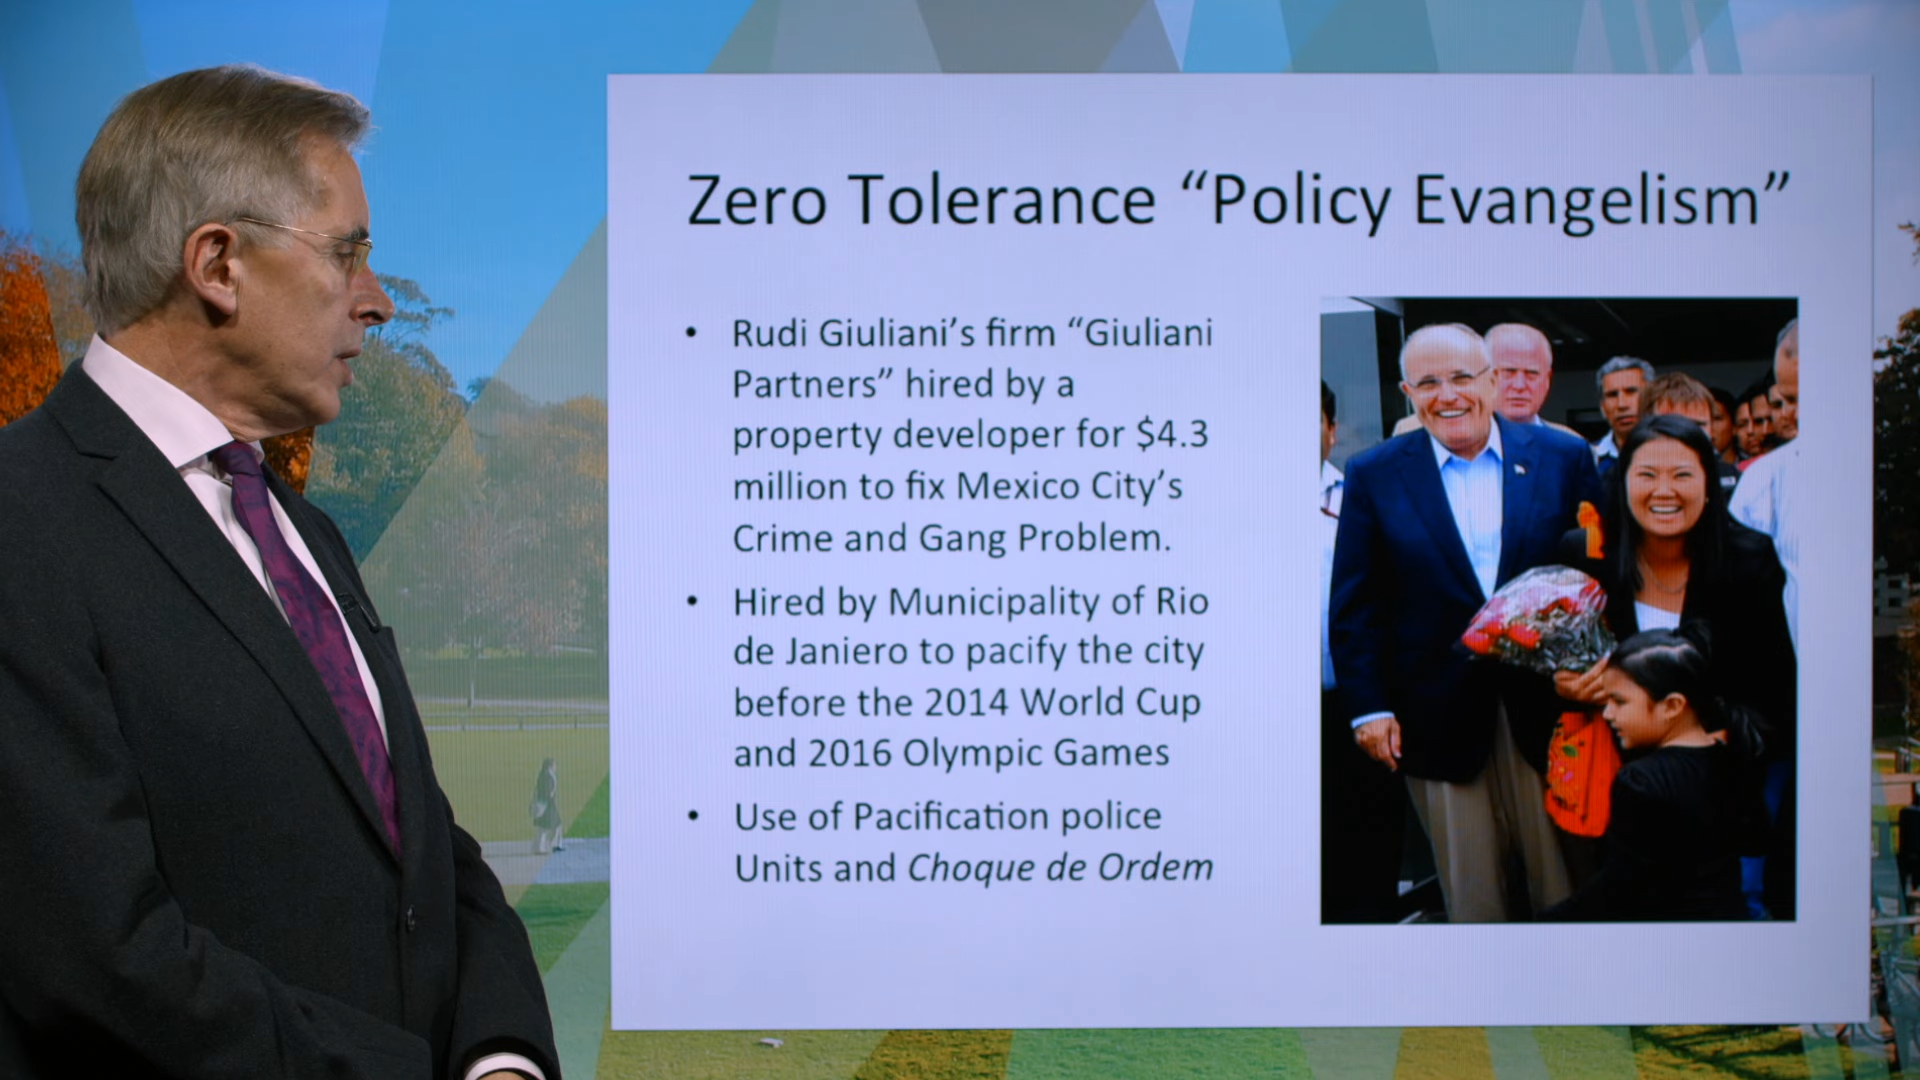 Zero Tolerance “Policy Evangelism”
• Rudi Giuliani’s firm “Giuliani
Partners” hired by a
property developer for $4.3
million to fix Mexico City’s
Crime and Gang Problem.
• Hired by Municipality of Rio
de Janiero to pacify the city
before the 2014 World Cup
and 2016 Olympic Games
• Use of Pacification police
Units and Choque de Ordem